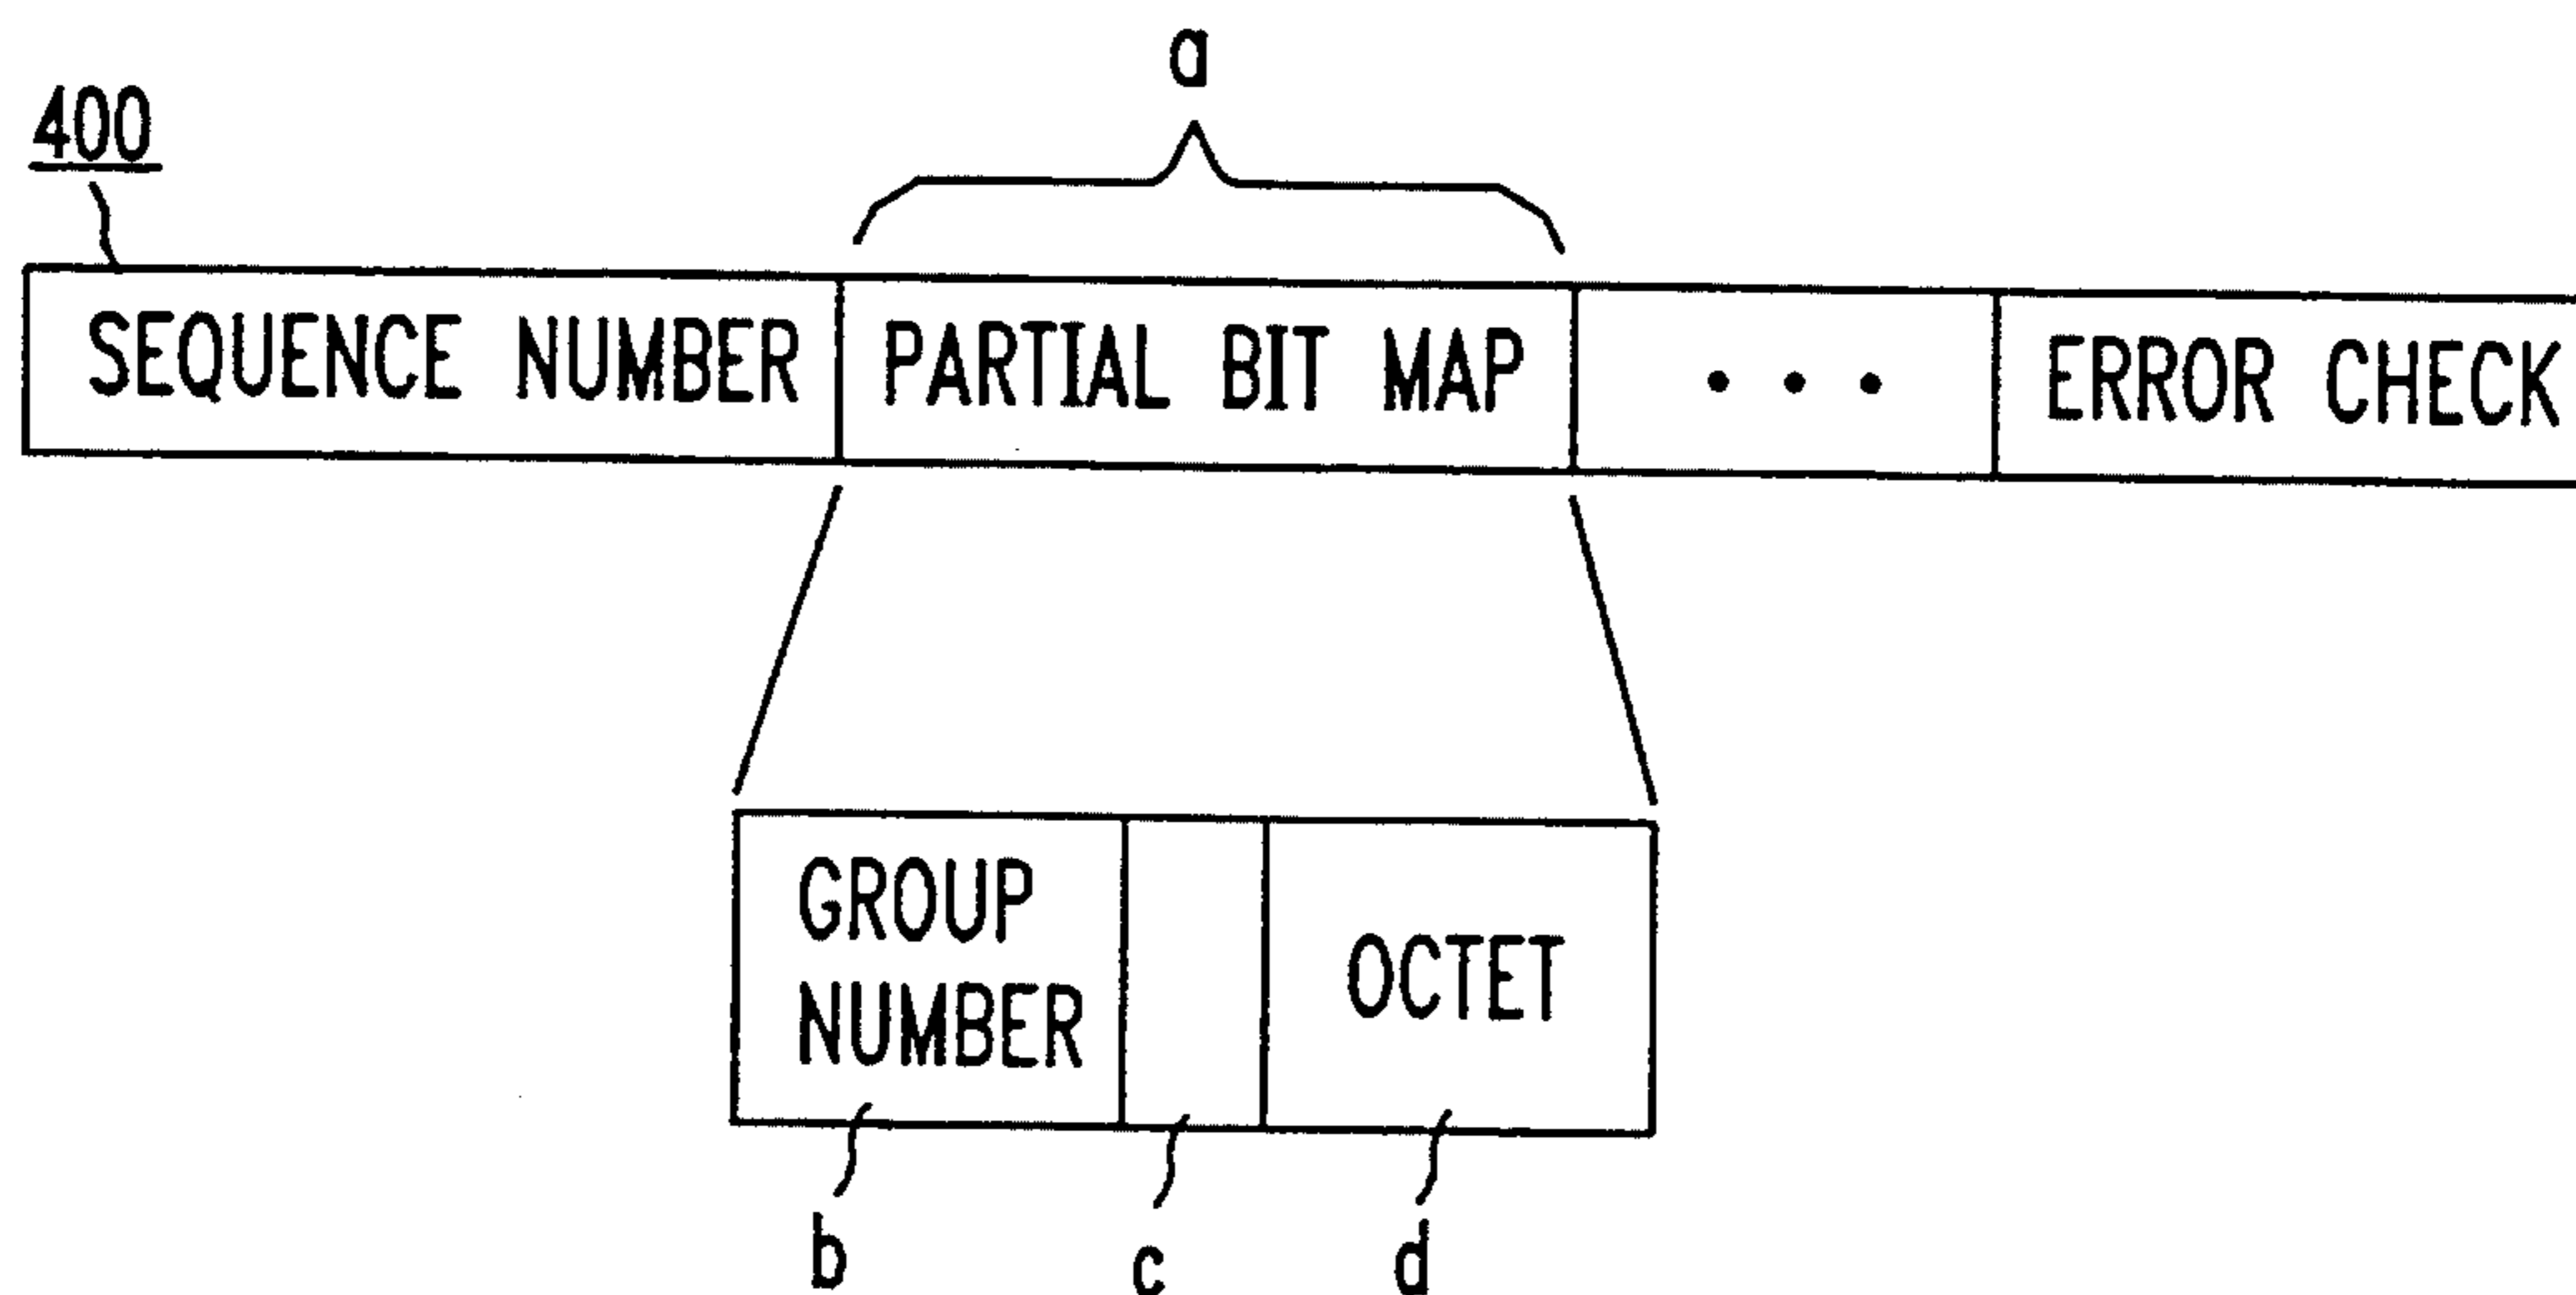 a
400
SEQUENCE NUMBER PARTIAL BIT MAP • • • ERROR CHECK
GROUP
NUMBER
OCTET
b c d